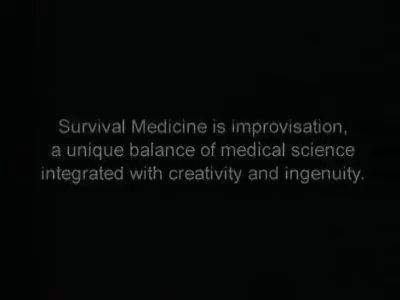 Survival Medicine is improvisation,
a unique balance of medical science
integrated with creativity and ingenuity.